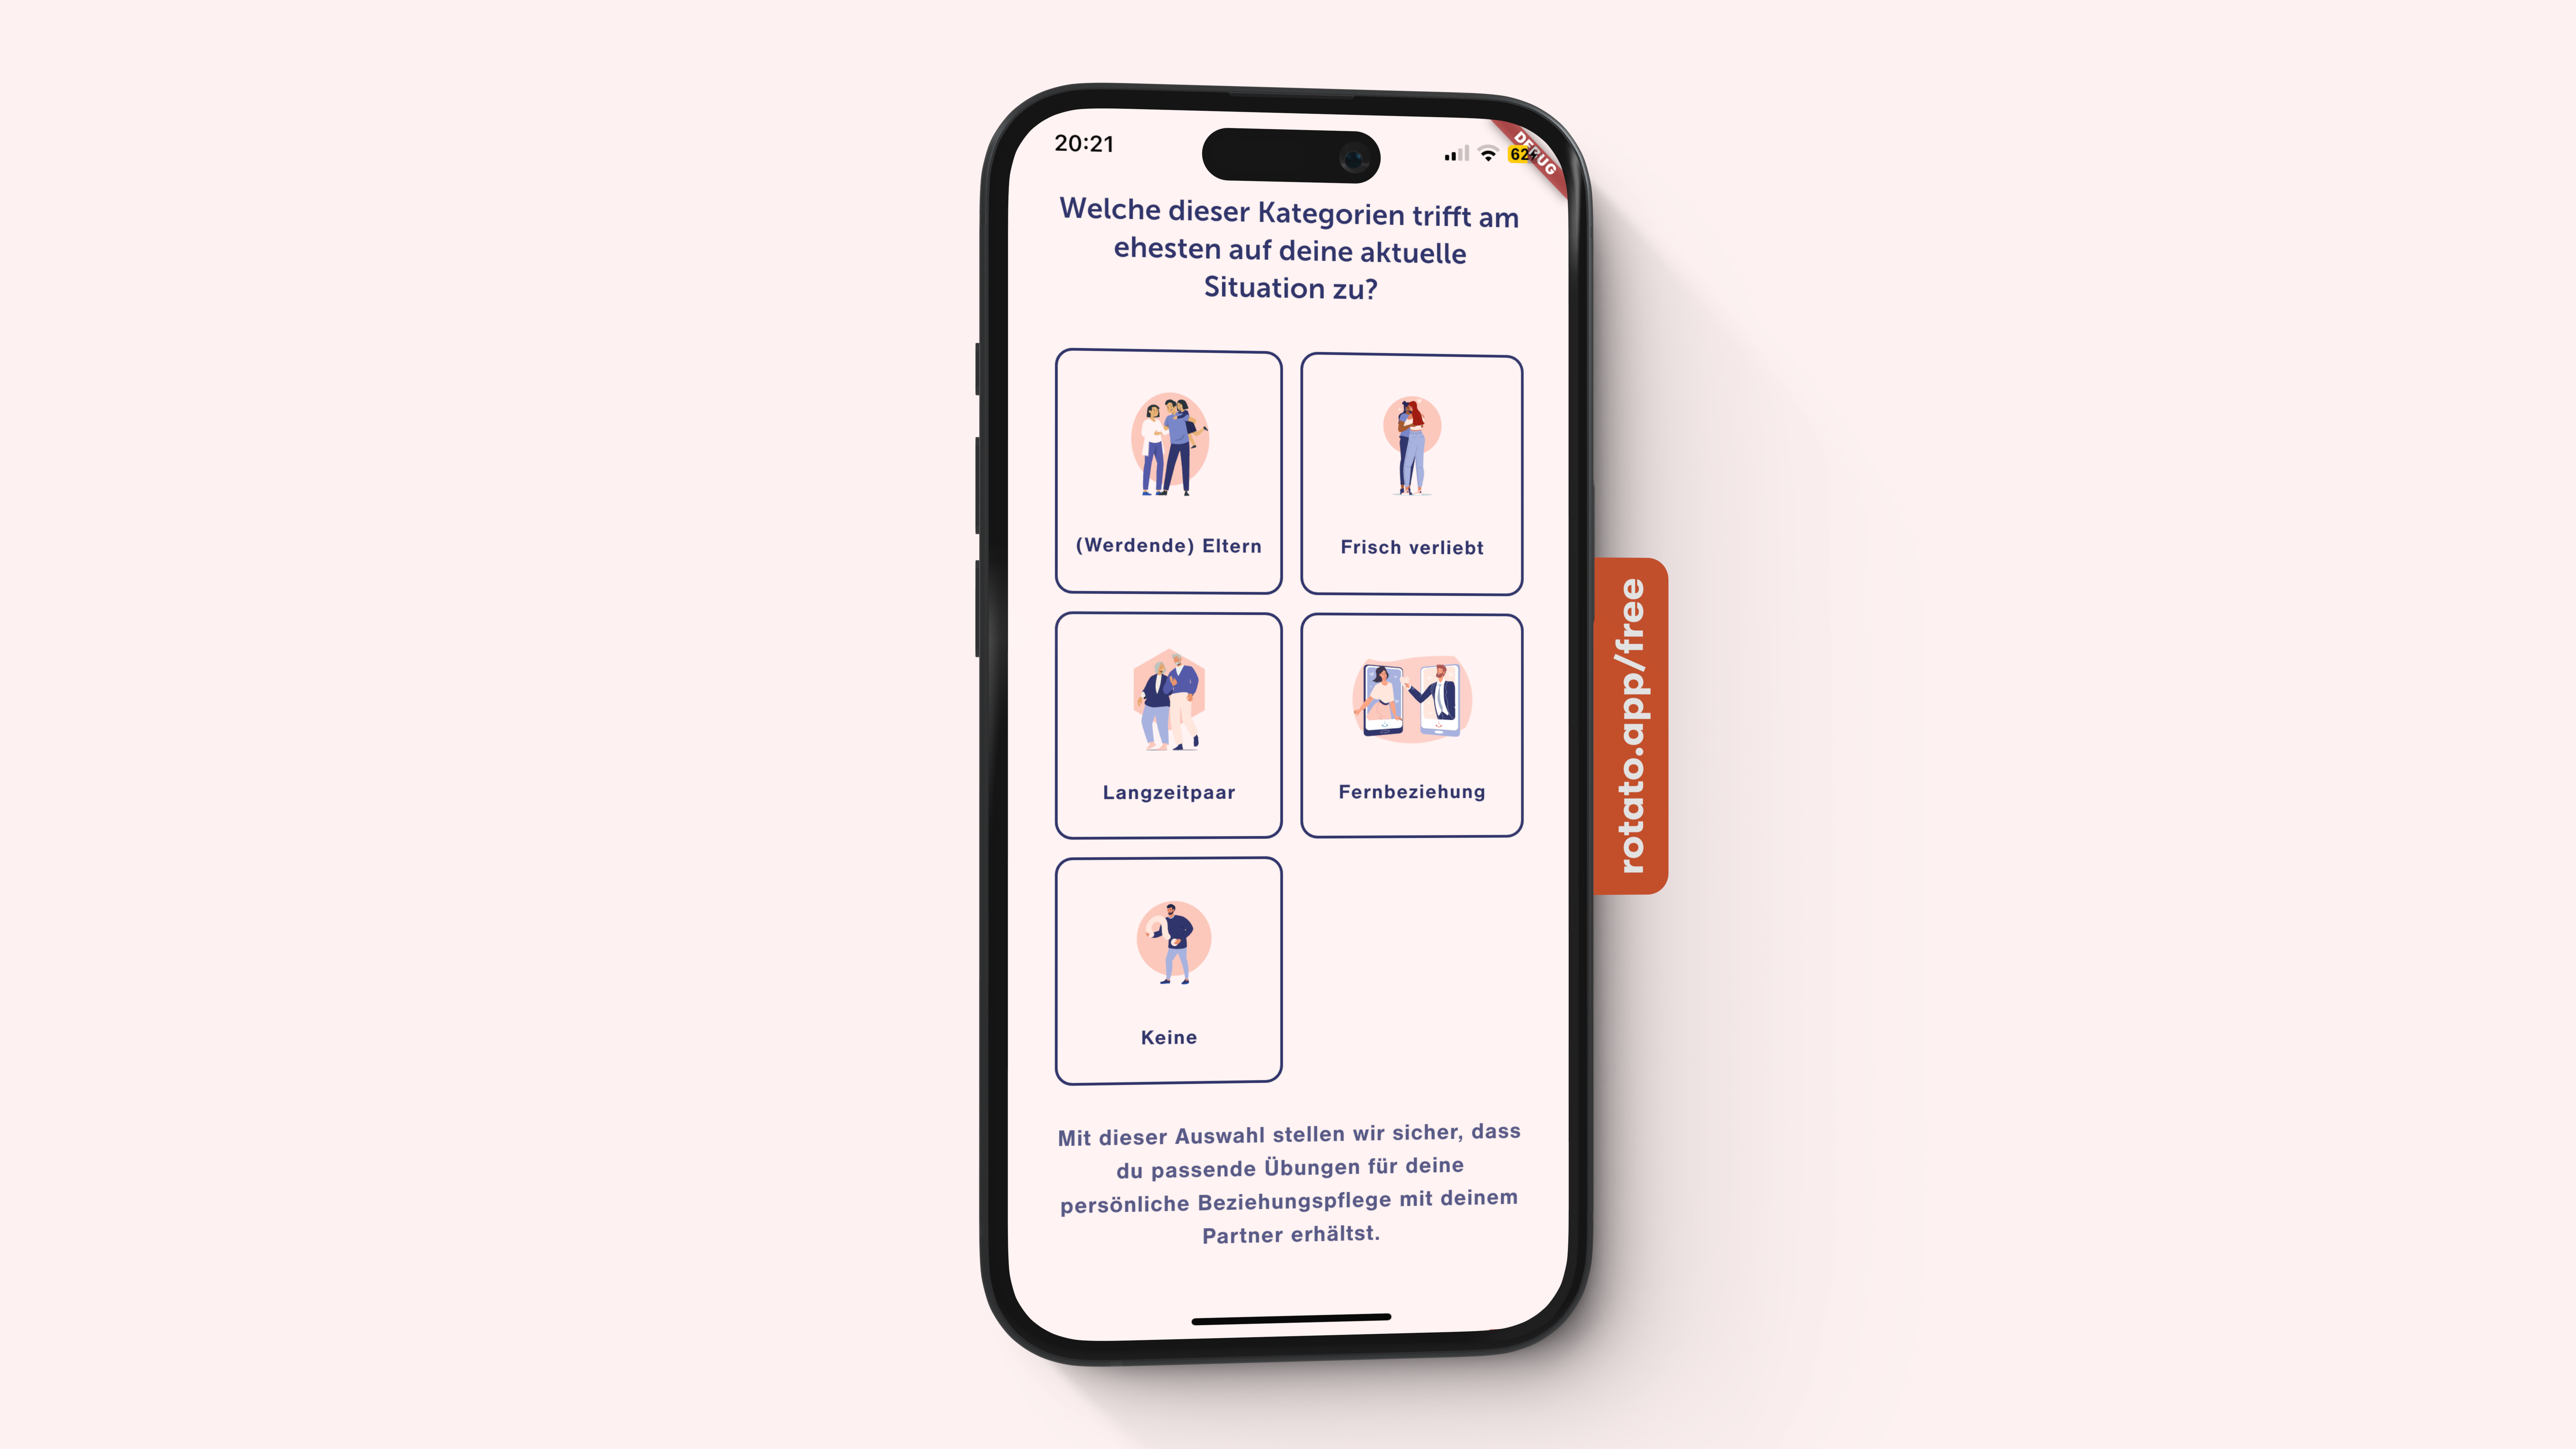 20:21
62
DEBUG
Welche dieser Kategorien trifft am
ehesten auf deine aktuelle
Situation zu?
(Werdende) Eltern
Frisch verliebt
Langzeitpaar
Fernbeziehung
Keine
Mit dieser Auswahl stellen wir sicher, dass
du passende Übungen für deine
persönliche Beziehungspflege mit deinem
Partner erhältst.
rotato.app/free